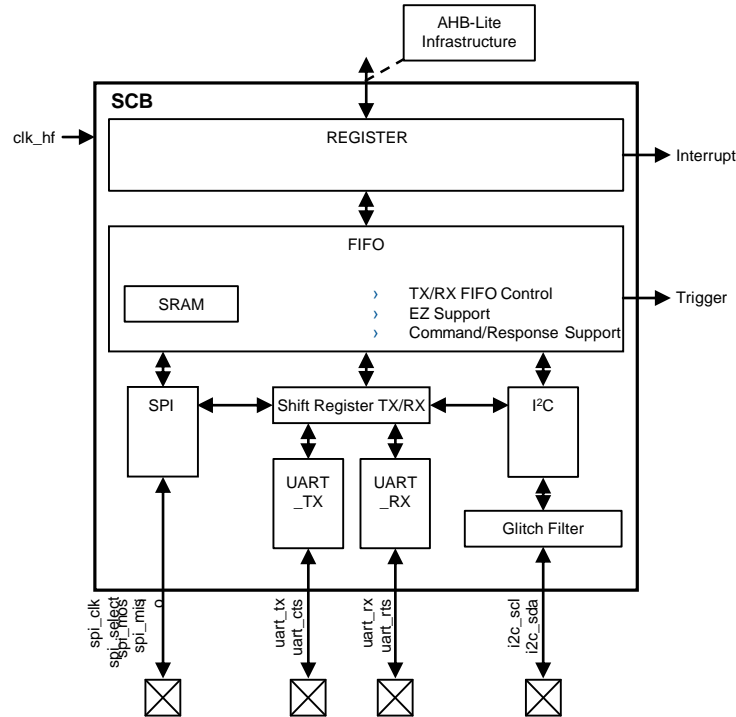 AHB-Lite
Infrastructure
SCB
clk_hf
REGISTER
Interrupt
FIFO
SRAM
› TX/RX FIFO Control
› EZ Support
› Command/Response Support
Trigger
SPI
Shift Register TX/RX
I²C
UART
_TX
UART
_RX
Glitch Filter
spi_clk
spi_select
spi_mos
spi_mis
o
uart_tx
uart_cts
uart_rx
uart_rts
i2c_scl
i2c_sda